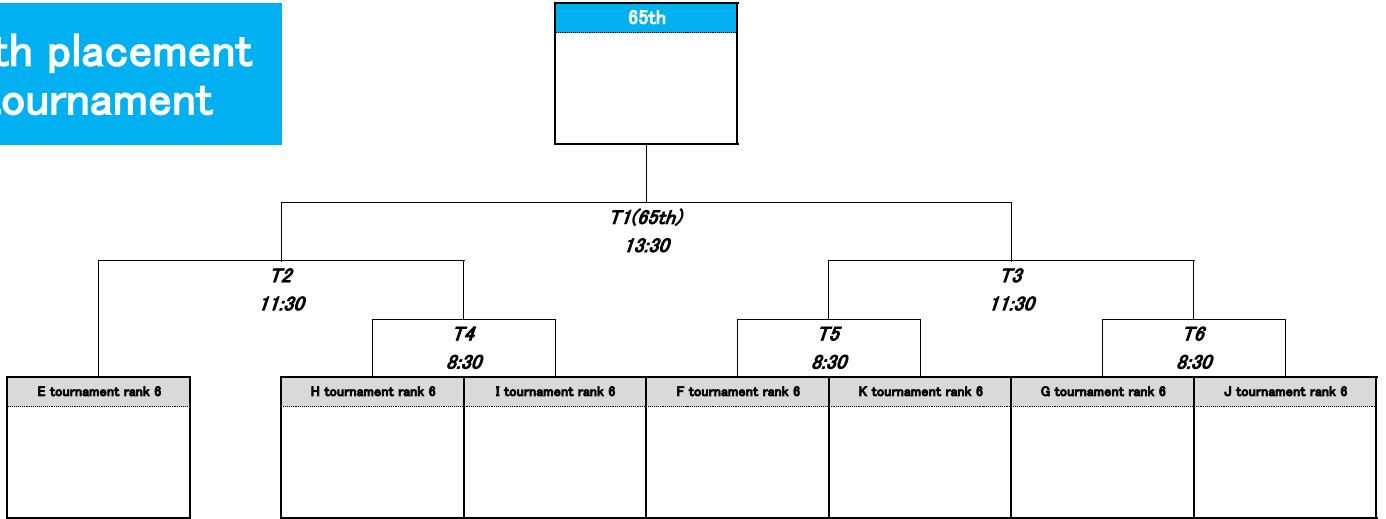 th placement
tournament
65th
T1(65th)
13:30
T2
T3
11:30
11:30
T4
T5
T6
8:30
8:30
8:30
E tournament rank 6
H tournament rank 6
I tournament rank 6
F tournament rank 6
K tournament rank 6
G tournament rank 6
J tournament rank 6